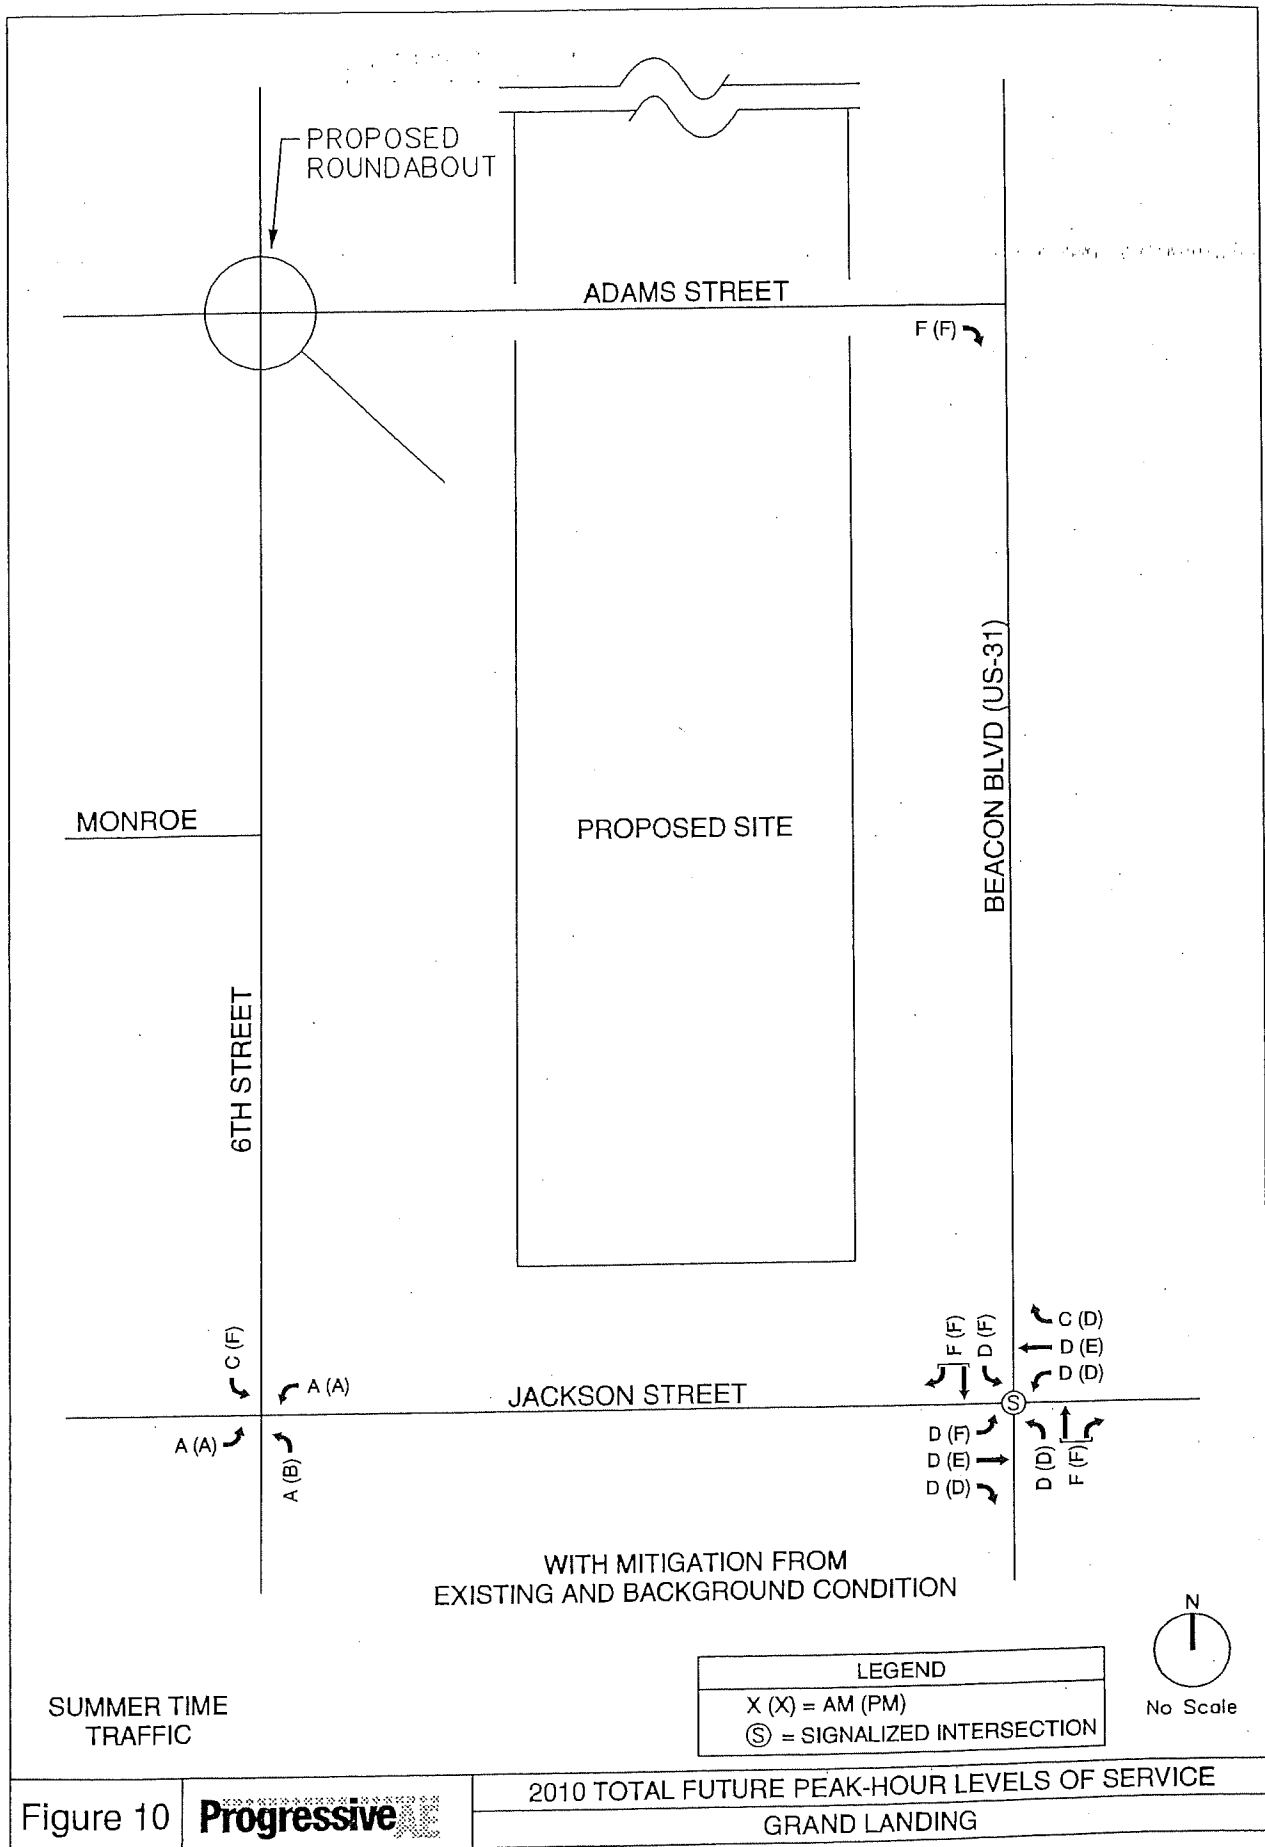 PROPOSED
ROUNDABOUT
ADAMS STREET
F (F)
BEACON BLVD (US-31)
MONROE
PROPOSED SITE
6TH STREET
C (F)
A (A)
A (A)
A (B)
JACKSON STREET
F (F)
D (F)
C (D)
D (E)
D (D)
S
D (F)
D (E)
D (D)
D (D)
F (F)
WITH MITIGATION FROM
EXISTING AND BACKGROUND CONDITION
N
No Scale
LEGEND
X (X) = AM (PM)
S = SIGNALIZED INTERSECTION
SUMMER TIME
TRAFFIC
Figure 10
Progressive AE
2010 TOTAL FUTURE PEAK-HOUR LEVELS OF SERVICE
GRAND LANDING